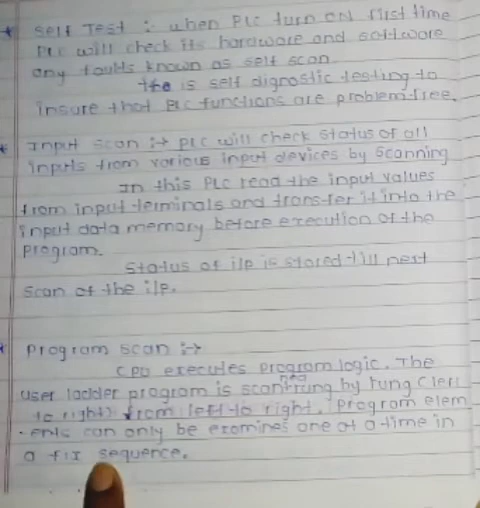 * Self Test :- when PLC turn on first time
PLC will check its hardware and software
any faults known as self scan.
the is self dignostic testing to
insure that PLC functions are problem-free.
* Input scan :-> PLC will check status of all
inputs from various input devices by Scanning
In this PLC read the input values
from input terminals and transfer it into the
input data memory before execution of the
program.
Status of i/p is stored till next
scan of the i/p.
* Program scan :->
CPU executes program logic. The
user ladder program is scan rung by rung (left
to right) from left to right. Program elem
-ents can only be examines one at a time in
a fix sequence.